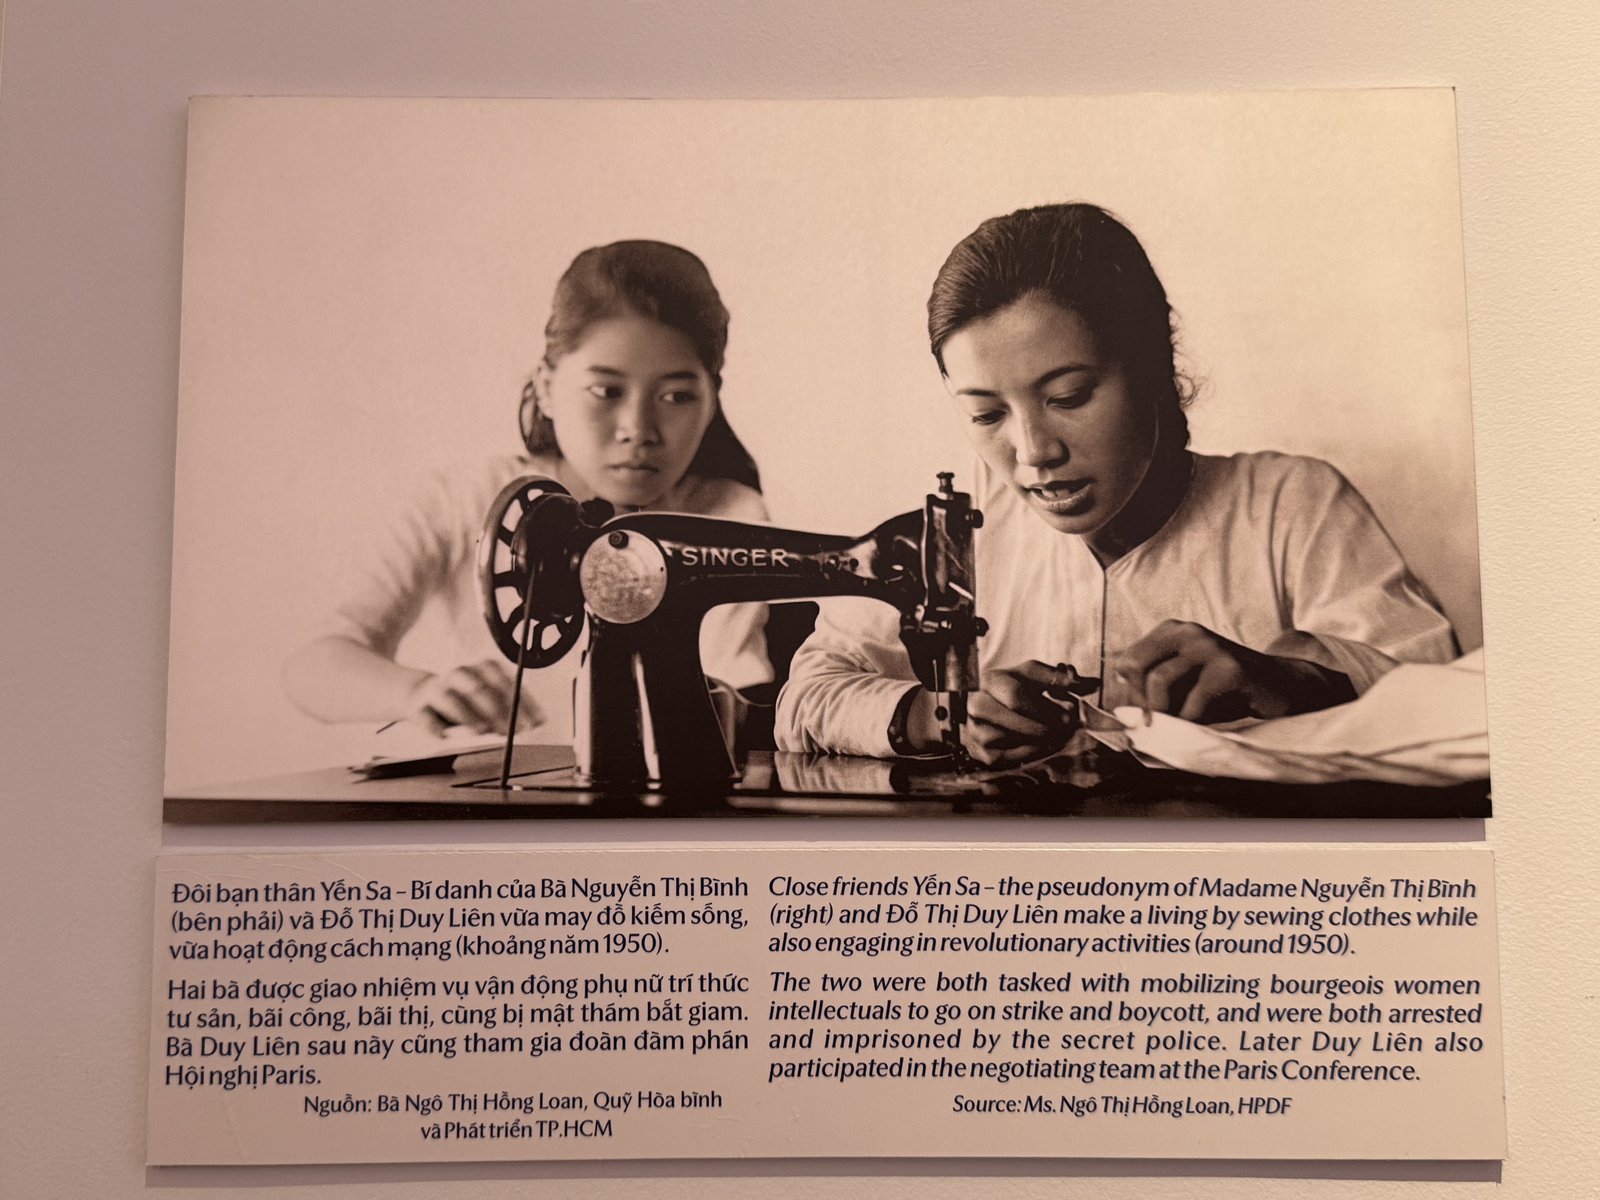 SINGER
Đôi bạn thân Yến Sa – Bí danh của Bà Nguyễn Thị Bình
(bên phải) và Đỗ Thị Duy Liên vừa may đồ kiếm sống,
vừa hoạt động cách mạng (khoảng năm 1950).
Hai bà được giao nhiệm vụ vận động phụ nữ trí thức
tư sản, bãi công, bãi thị, cùng bị mật thám bắt giam.
Bà Duy Liên sau này cũng tham gia đoàn đàm phán
Hội nghị Paris.
Nguồn: Bà Ngô Thị Hồng Loan, Quỹ Hòa bình
và Phát triển TP.HCM
Close friends Yến Sa – the pseudonym of Madame Nguyễn Thị Bình
(right) and Đỗ Thị Duy Liên make a living by sewing clothes while
also engaging in revolutionary activities (around 1950).
The two were both tasked with mobilizing bourgeois women
intellectuals to go on strike and boycott, and were both arrested
and imprisoned by the secret police. Later Duy Liên also
participated in the negotiating team at the Paris Conference.
Source: Ms. Ngô Thị Hồng Loan, HPDF